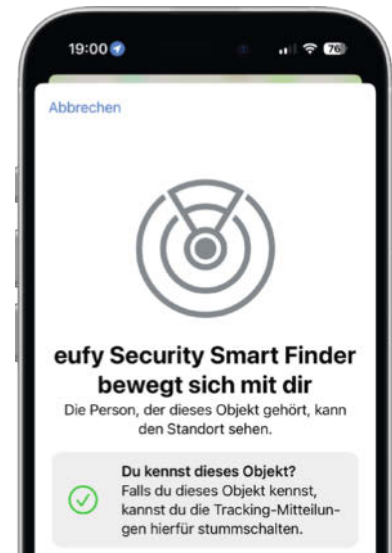 19:00
76
Abbrechen
eufy Security Smart Finder
bewegt sich mit dir
Die Person, der dieses Objekt gehört, kann
den Standort sehen.
Du kennst dieses Objekt?
Falls du dieses Objekt kennst,
kannst du die Tracking-Mitteilun-
gen hierfür stummschalten.